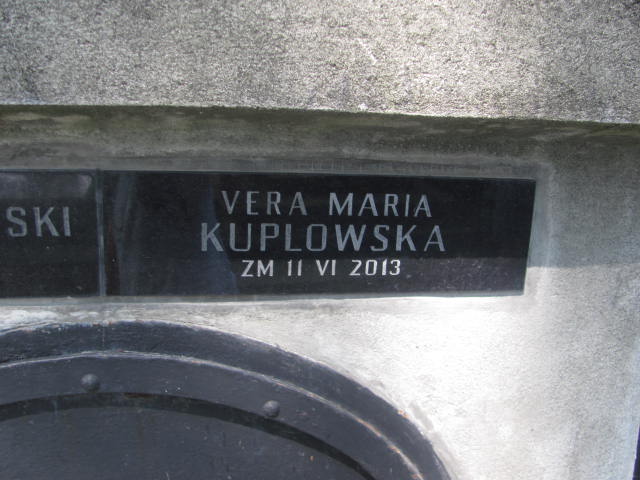 SKI
VERA MARIA
KUPLOWSKA
ZM 11 VI 2013